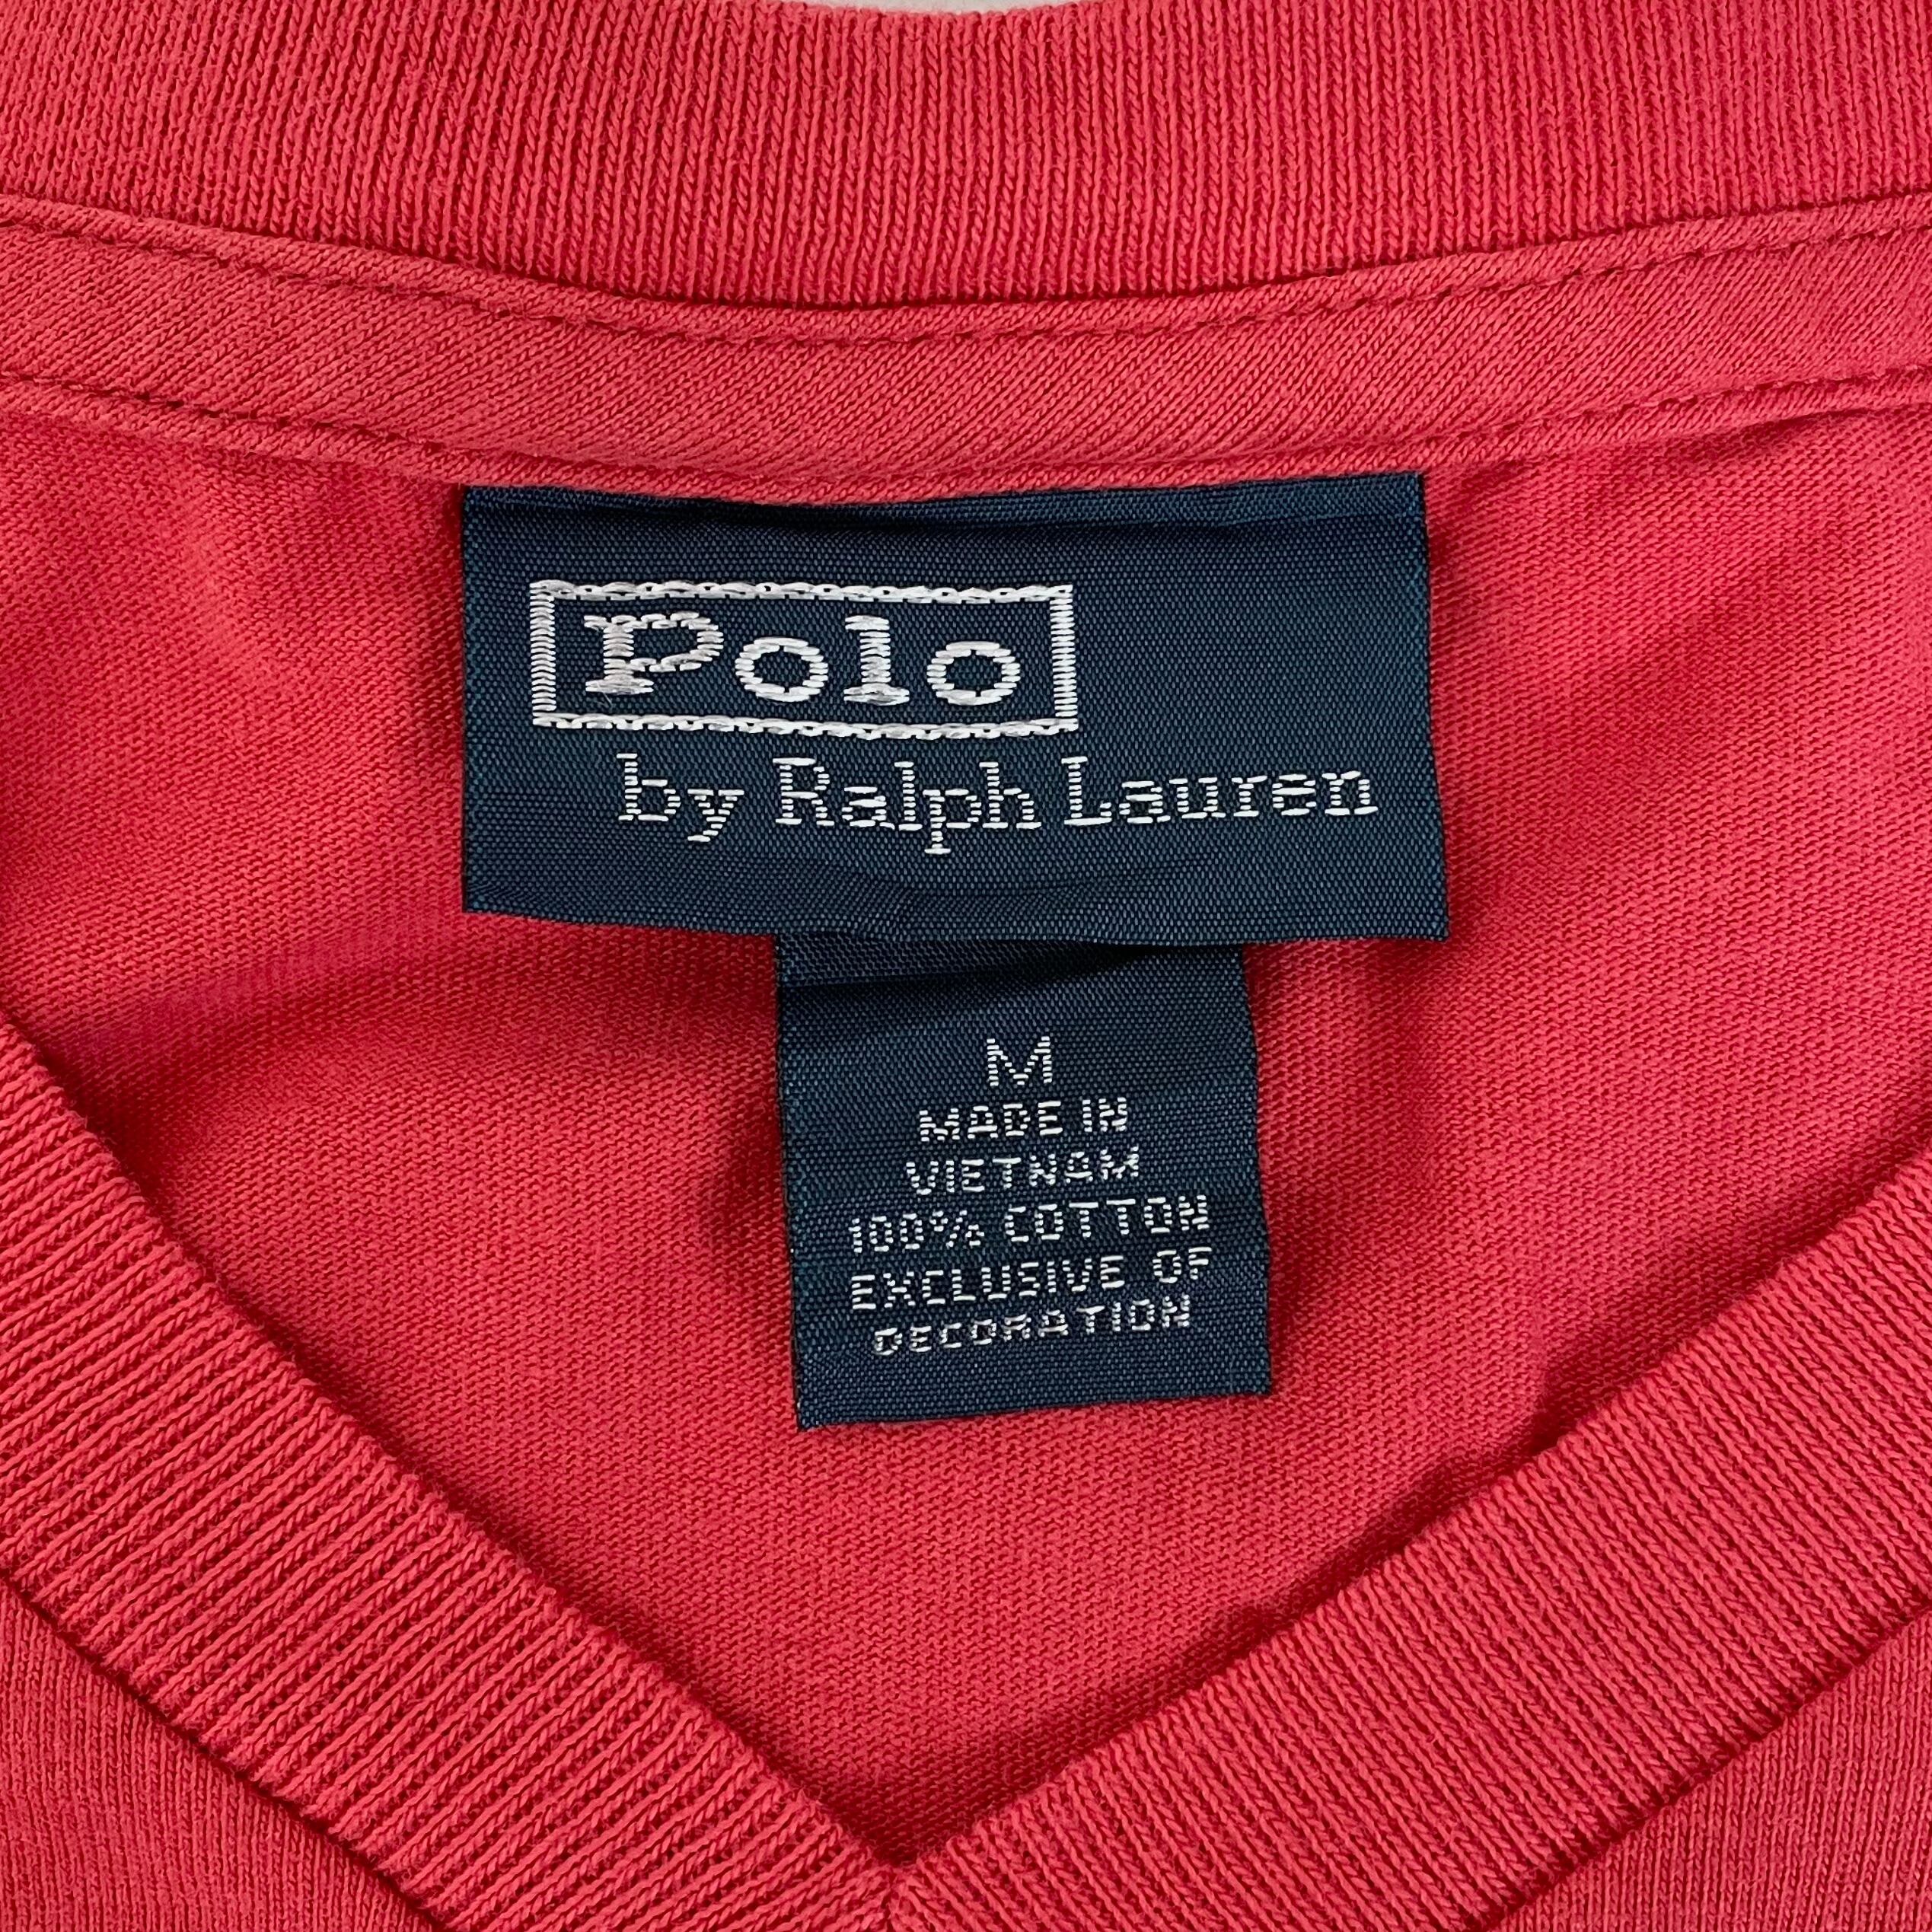 Polo
by Ralph Lauren
M
MADE IN
VIETNAM
100% COTTON
EXCLUSIVE OF
DECORATION